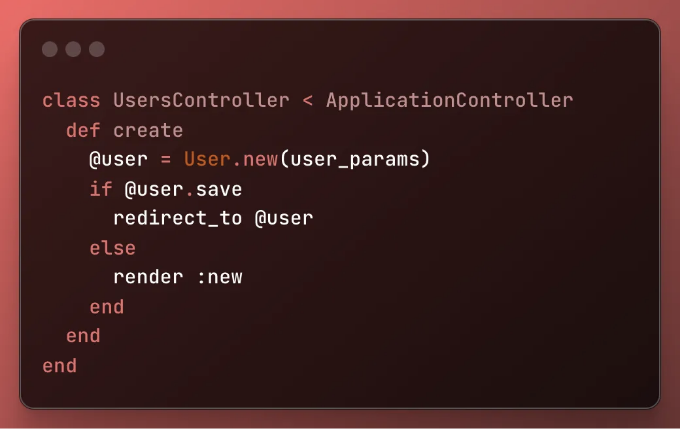 class UsersController < ApplicationController
  def create
    @user = User.new(user_params)
    if @user.save
      redirect_to @user
    else
      render :new
    end
  end
end